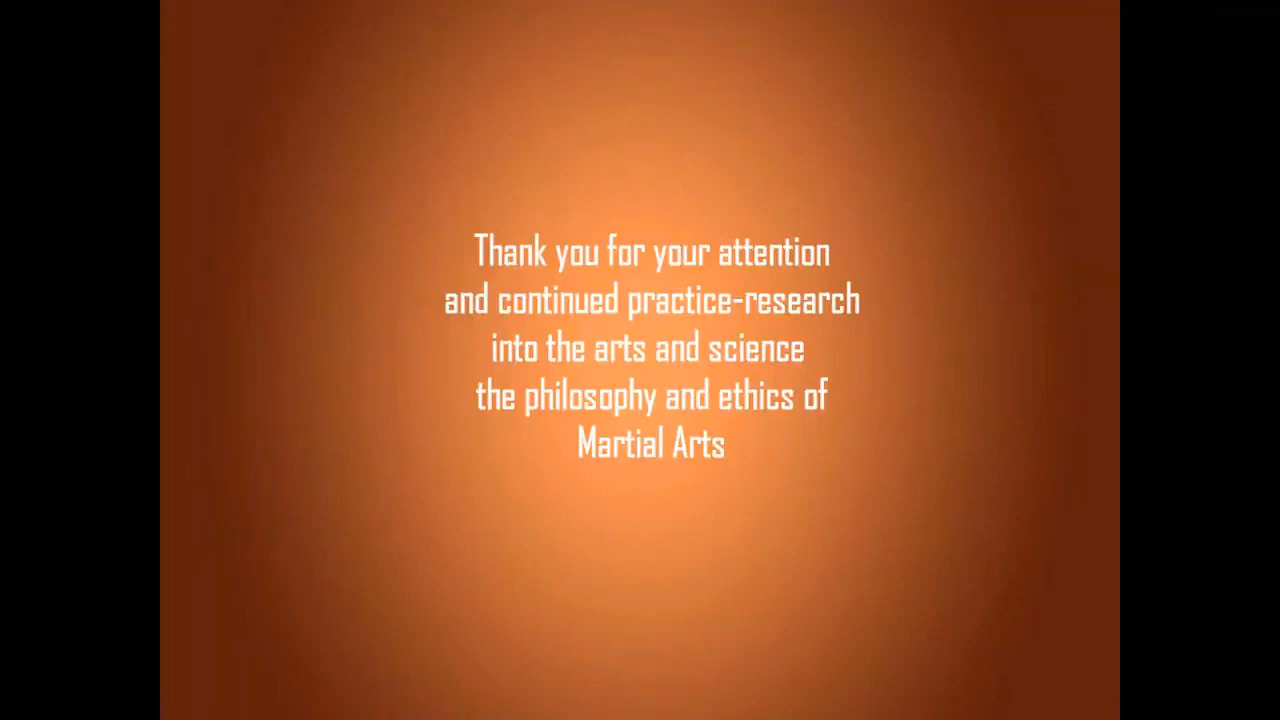 Thank you for your attention
and continued practice-research
into the arts and science
the philosophy and ethics of
Martial Arts